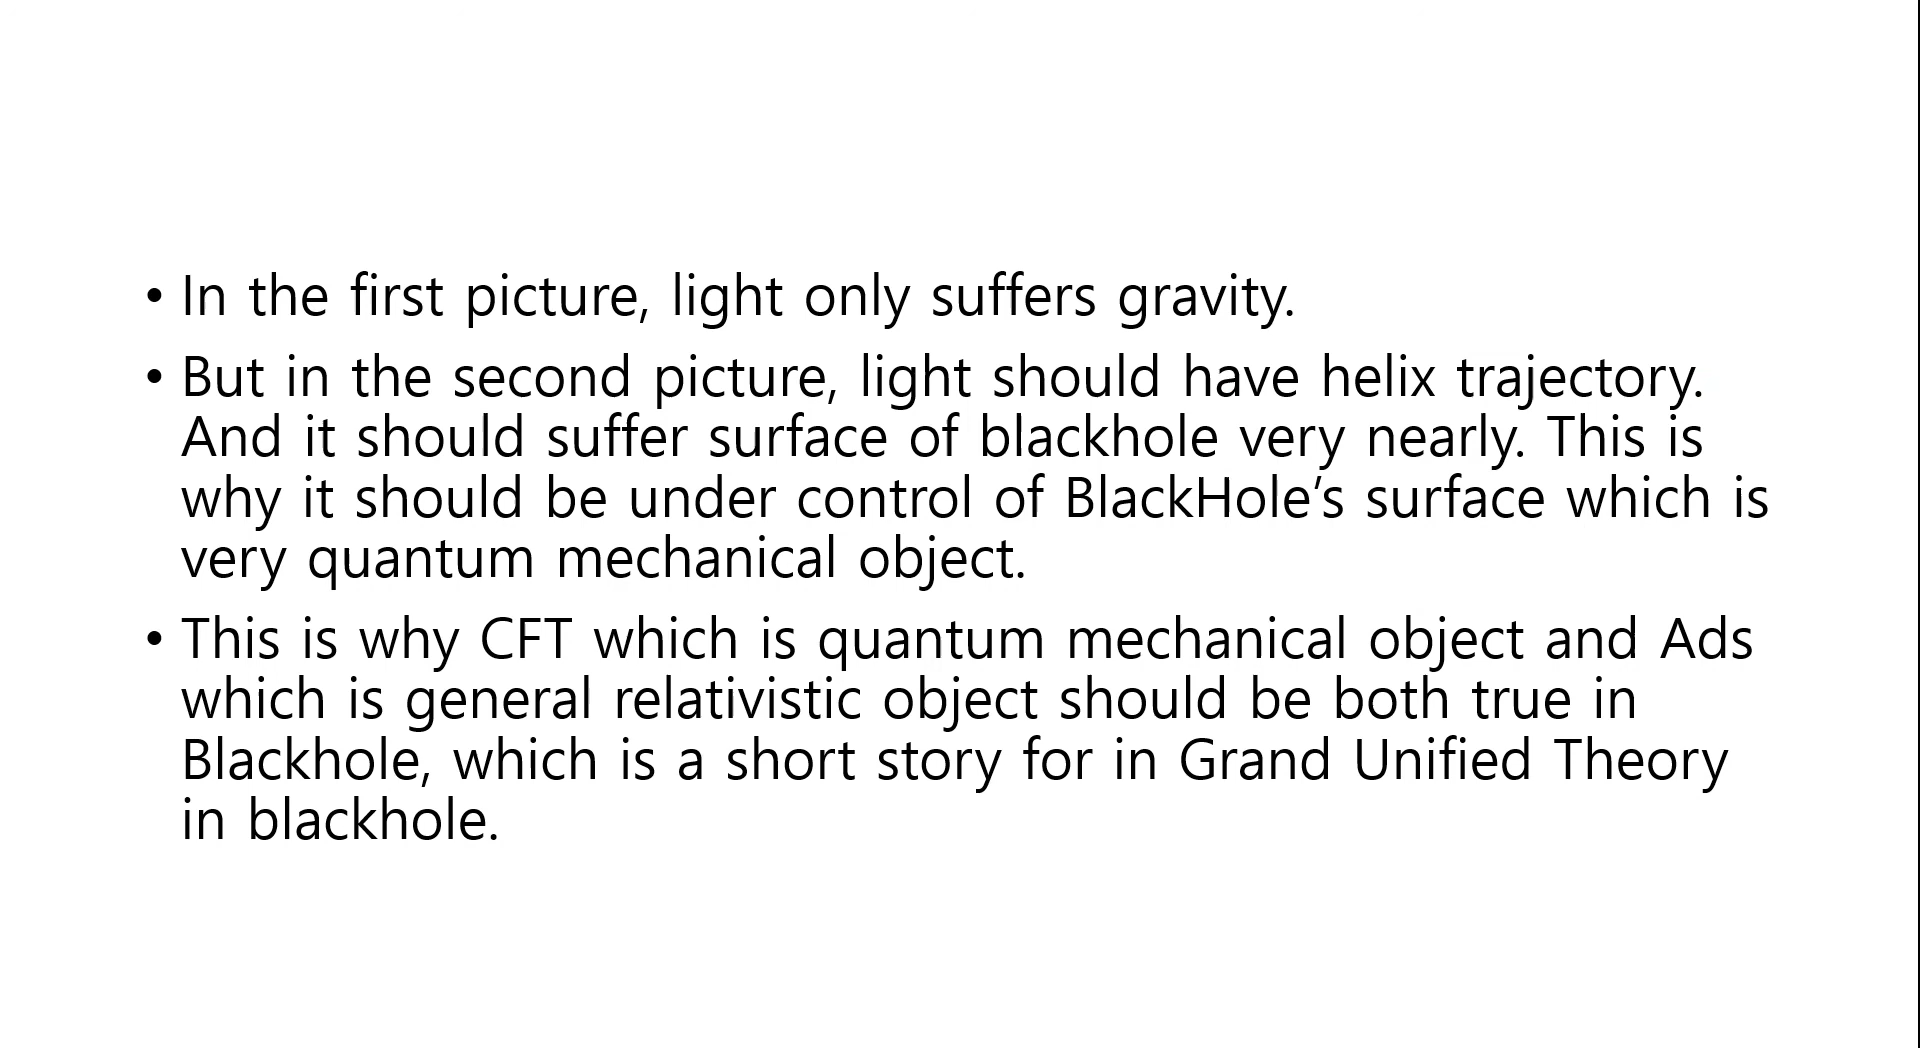 • In the first picture, light only suffers gravity.
• But in the second picture, light should have helix trajectory.
And it should suffer surface of blackhole very nearly. This is
why it should be under control of BlackHole’s surface which is
very quantum mechanical object.
• This is why CFT which is quantum mechanical object and Ads
which is general relativistic object should be both true in
Blackhole, which is a short story for in Grand Unified Theory
in blackhole.